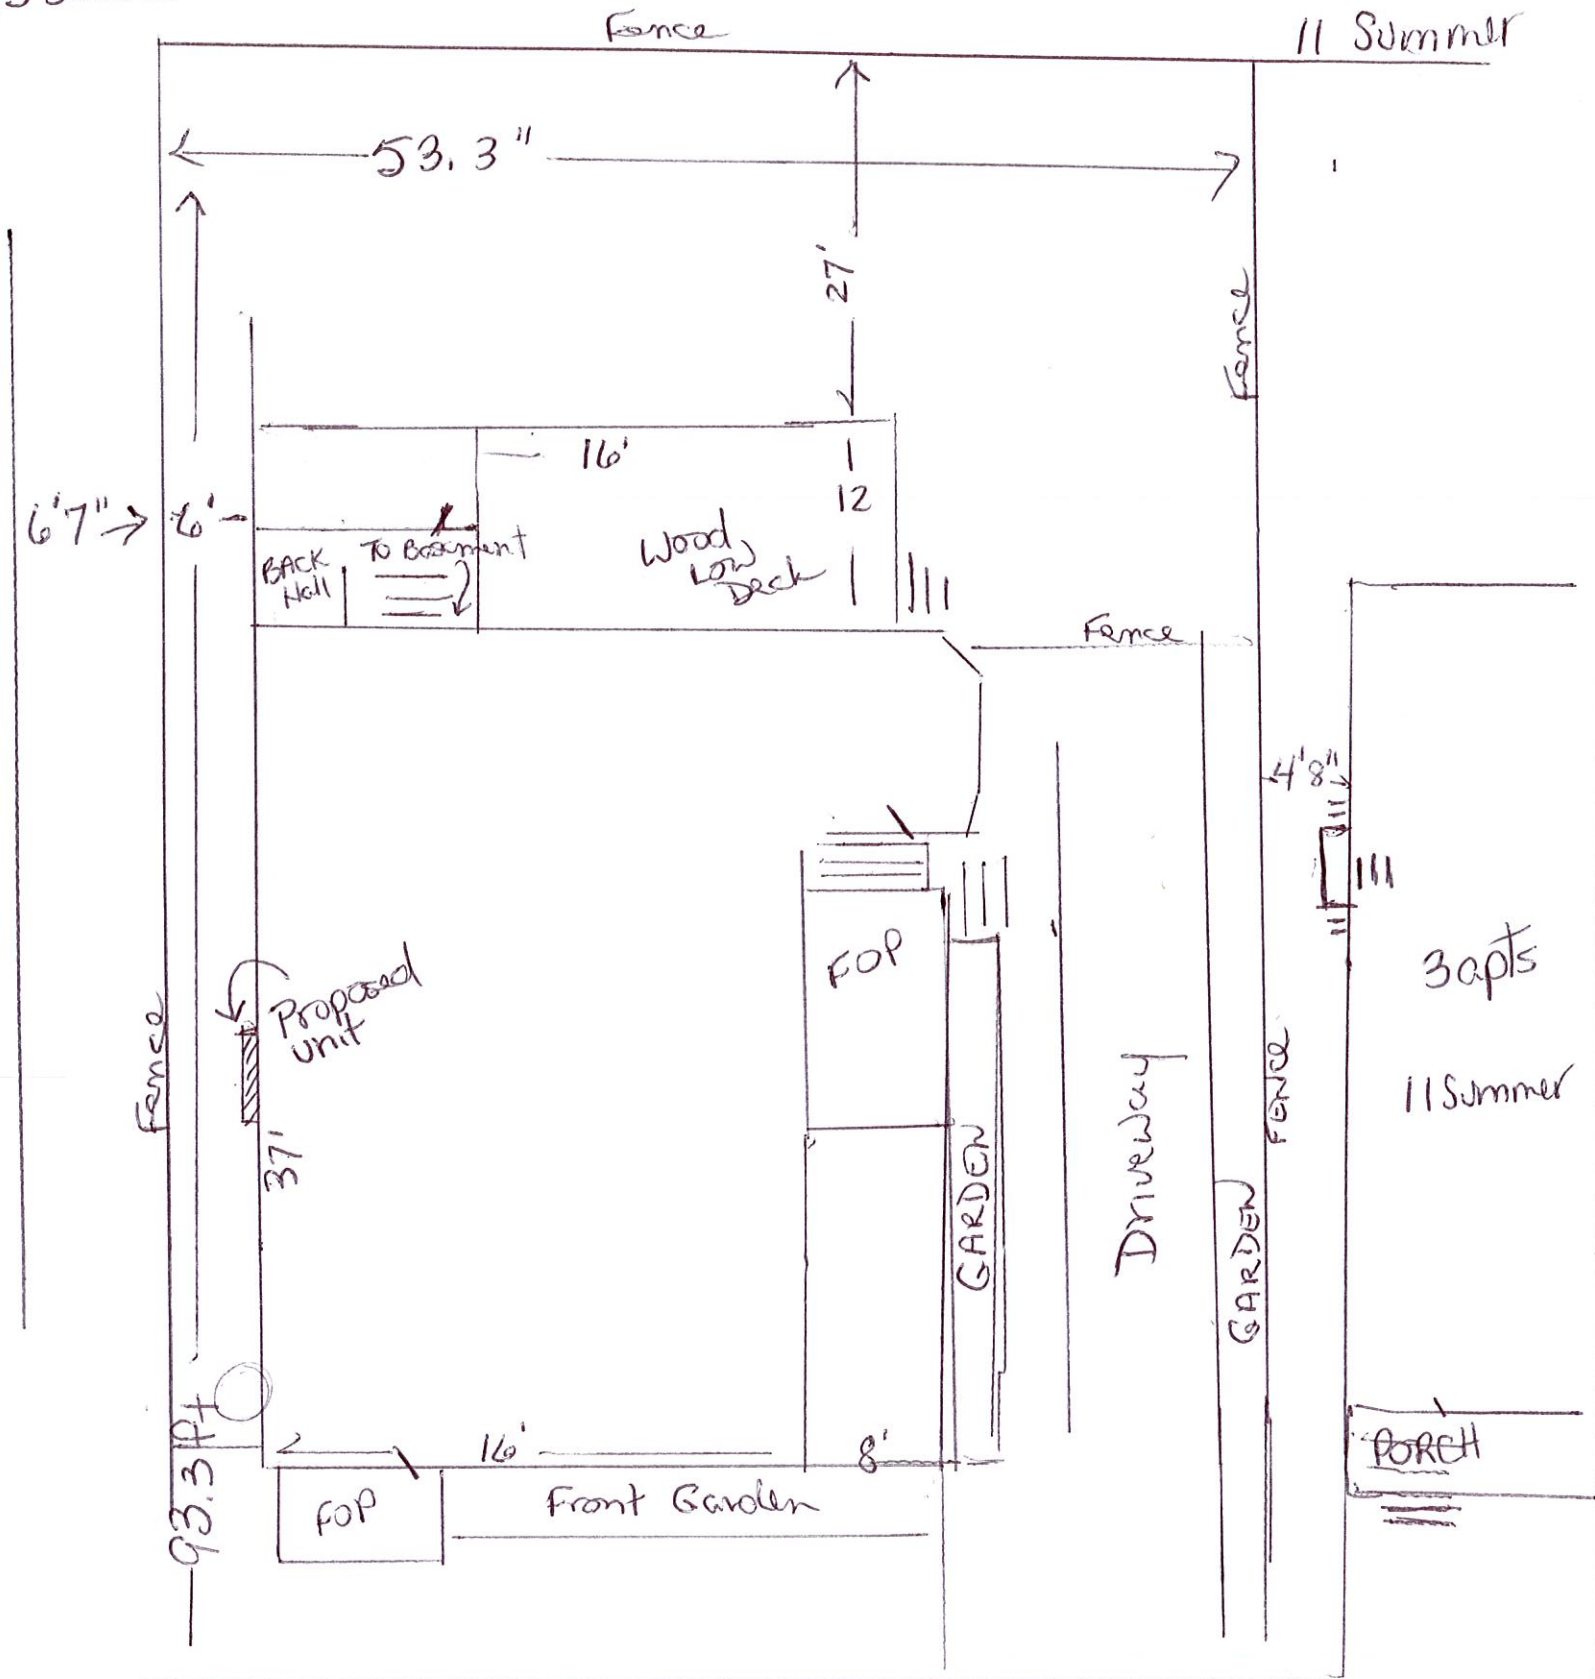 Fence
11 Summer
53.3"
27'
Fence
16'
12
6'7"
6'
BACK
Hall
To Basement
Wood
Low
Deck
Fence
4'8"
FOP
3 apts
11 Summer
Proposed
unit
Fence
37'
GARDEN
Driveway
FENCE
GARDEN
93.3 ft
16'
8'
PORCH
FOP
Front Garden